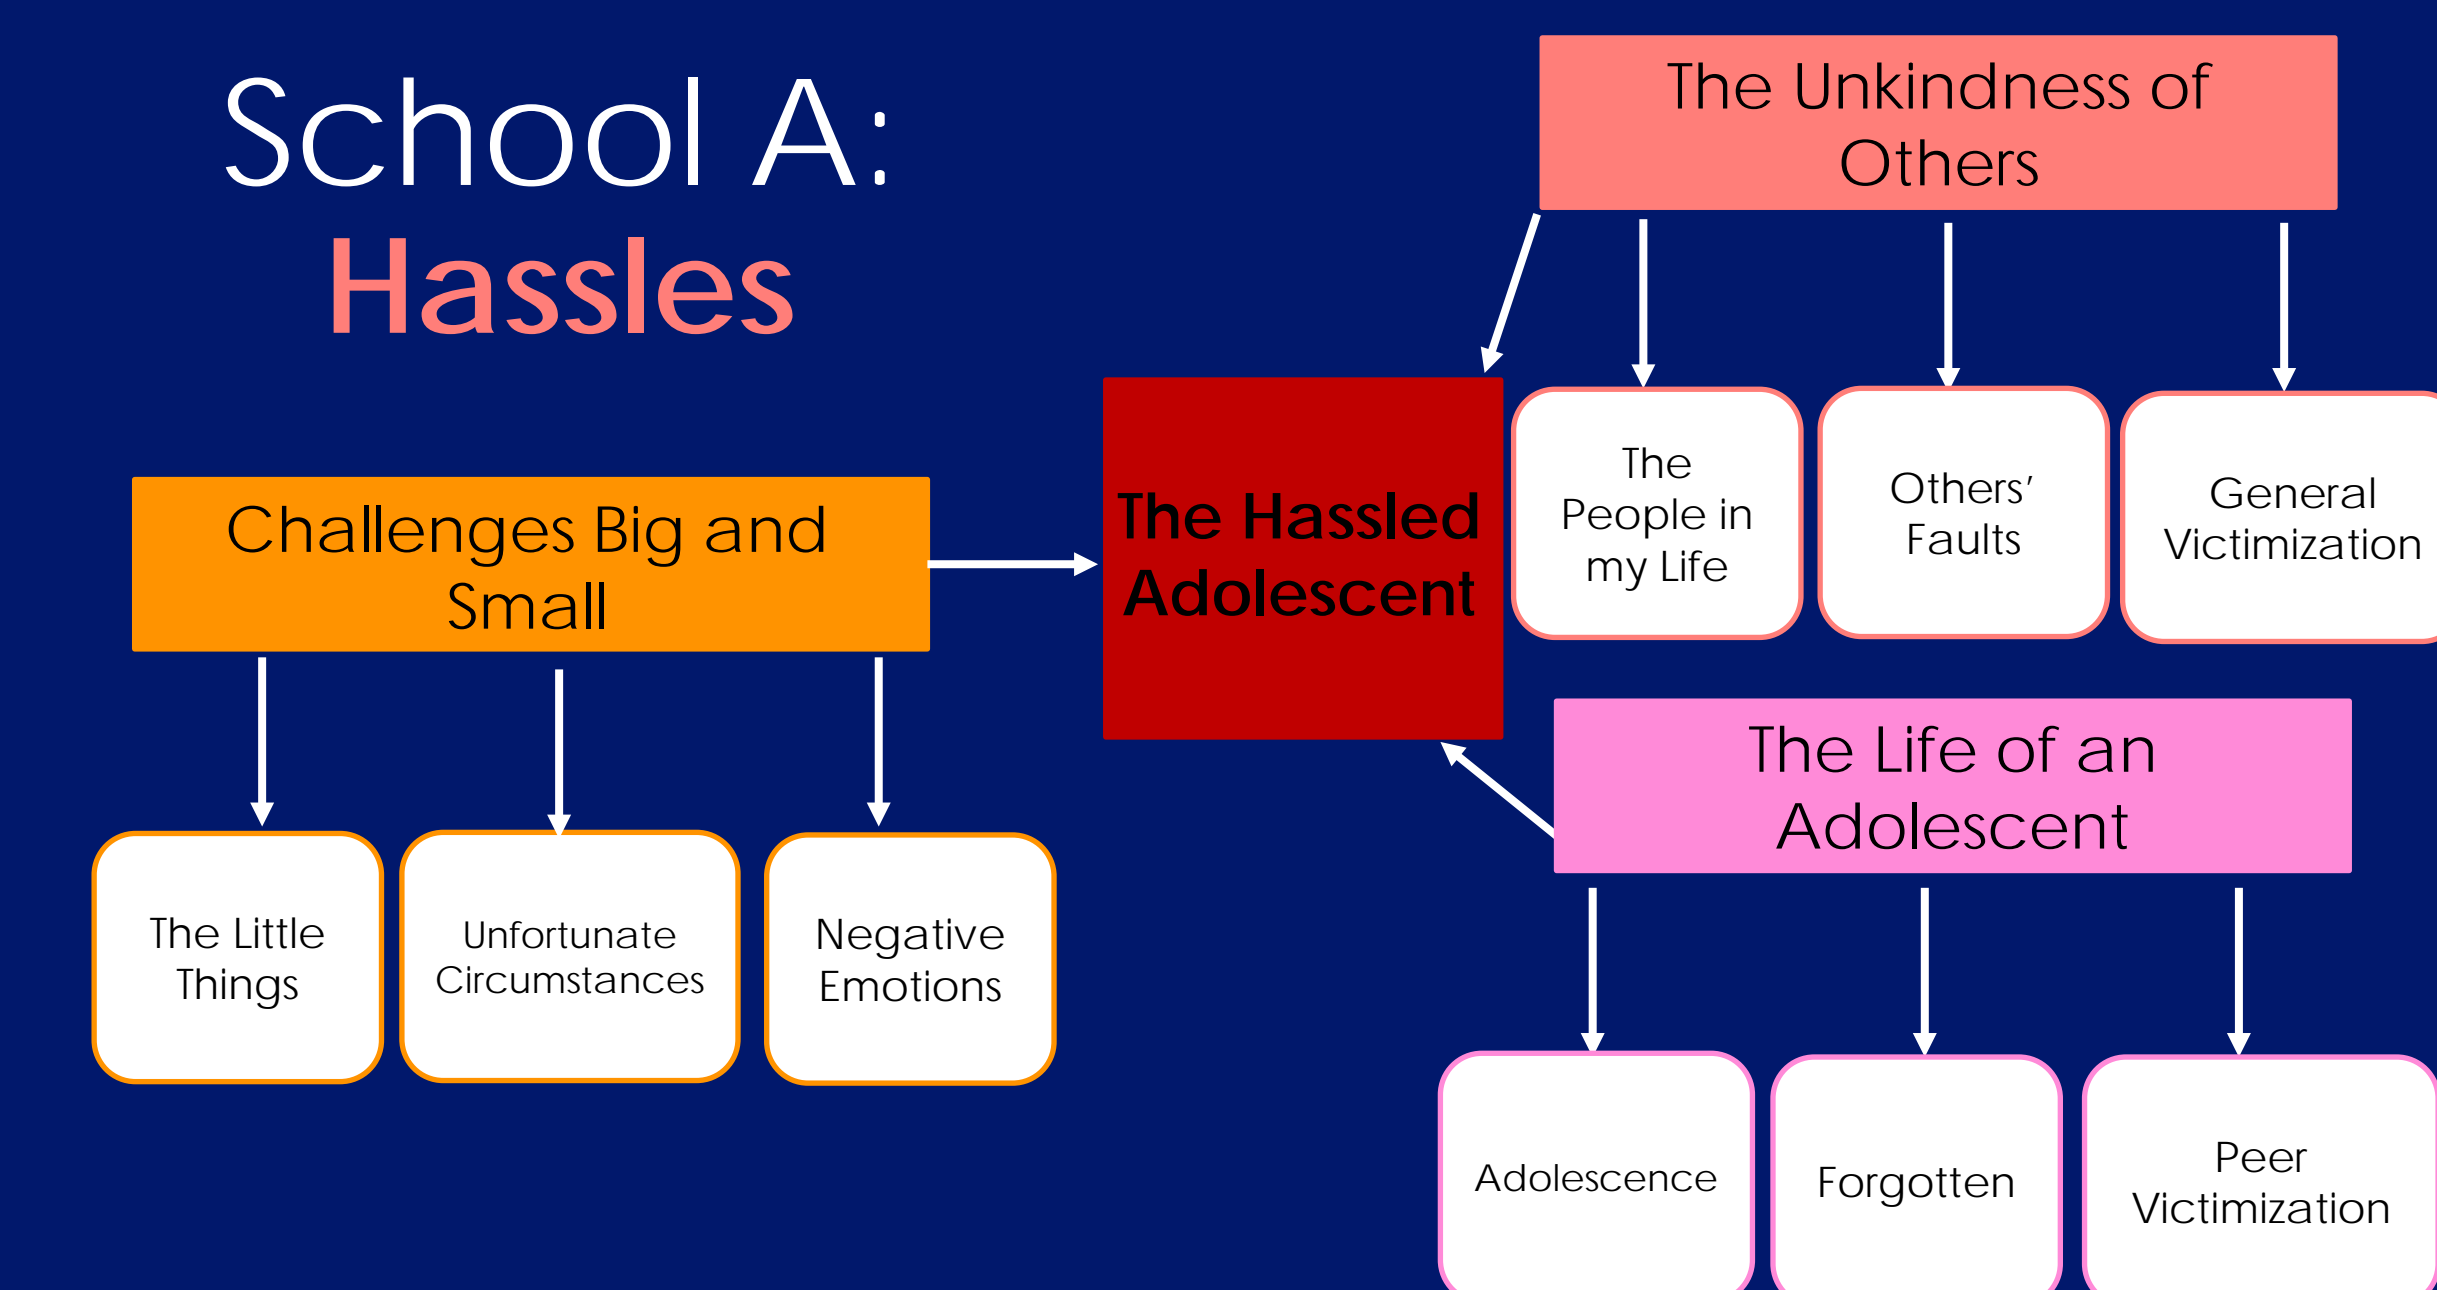 School A:
Hassles
The Unkindness of
Others
The
People in
my Life
Others’
Faults
General
Victimization
Challenges Big and
Small
The Hassled
Adolescent
The Little
Things
Unfortunate
Circumstances
Negative
Emotions
The Life of an
Adolescent
Adolescence
Forgotten
Peer
Victimization